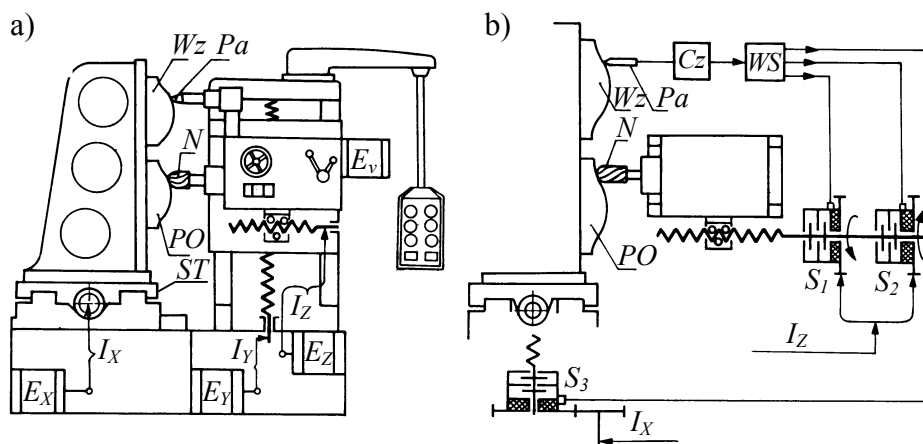 a)
Wz Pa
N
E_v
PO
ST
I_X
I_Y
I_Z
E_X
E_Y
E_Z
b)
Cz
WS
Wz Pa
N
PO
S_1
S_2
I_Z
S_3
I_X